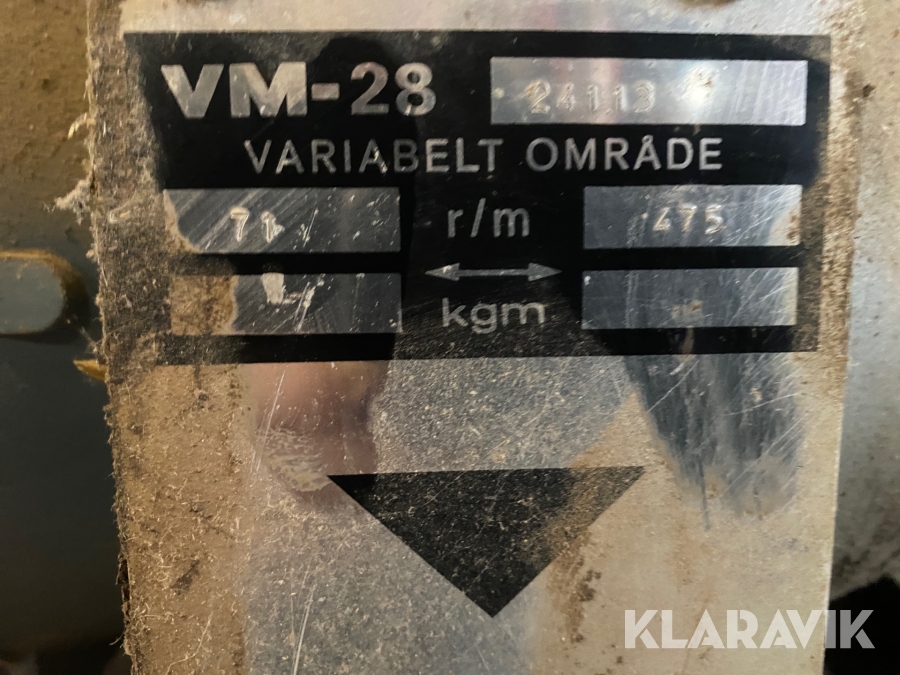 VM-28 24113
VARIABELT OMRÅDE
71 r/m 475
kgm
KLARAVIK